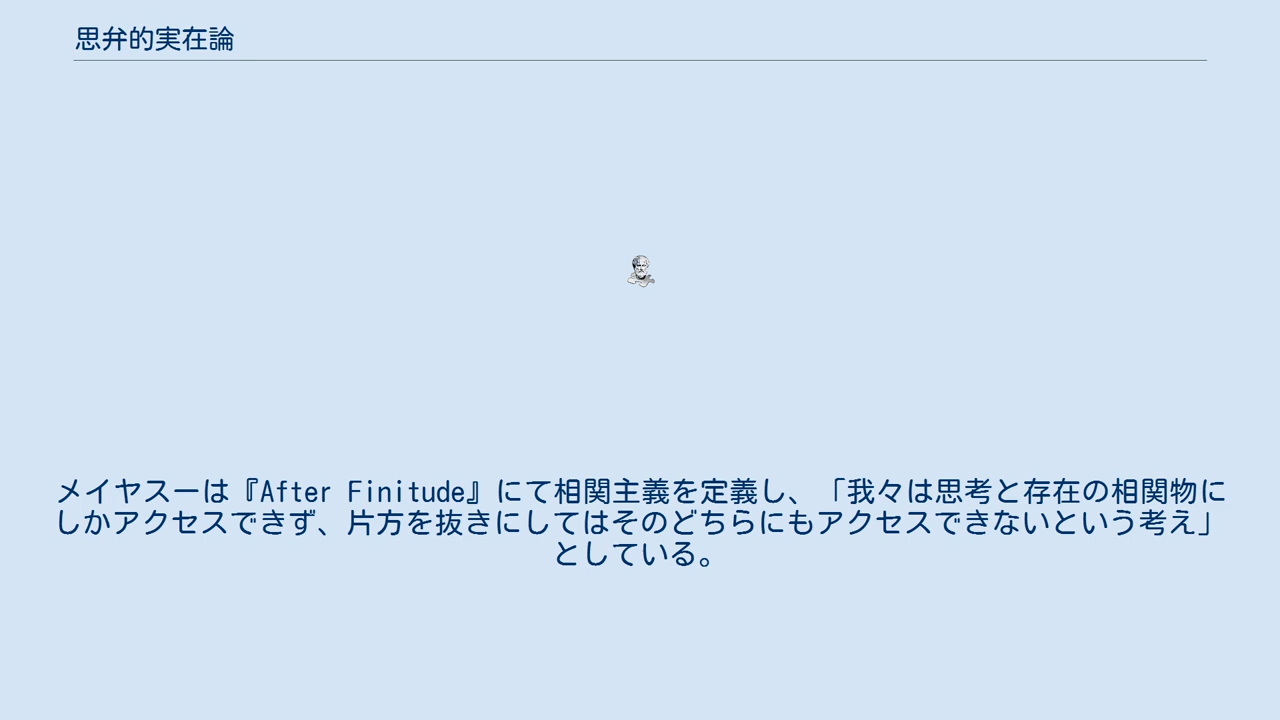 思弁的実在論
メイヤスーは『After Finitude』にて相関主義を定義し、「我々は思考と存在の相関物に
しかアクセスできず、片方を抜きにしてはそのどちらにもアクセスできないという考え」
としている。